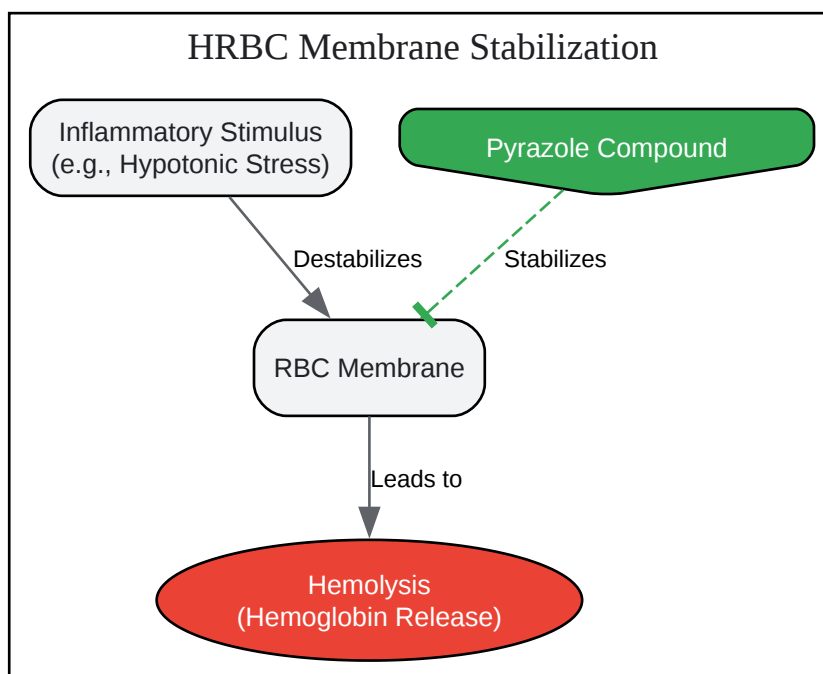 HRBC Membrane Stabilization
Inflammatory Stimulus
(e.g., Hypotonic Stress)
Pyrazole Compound
Destabilizes
Stabilizes
RBC Membrane
Leads to
Hemolysis
(Hemoglobin Release)